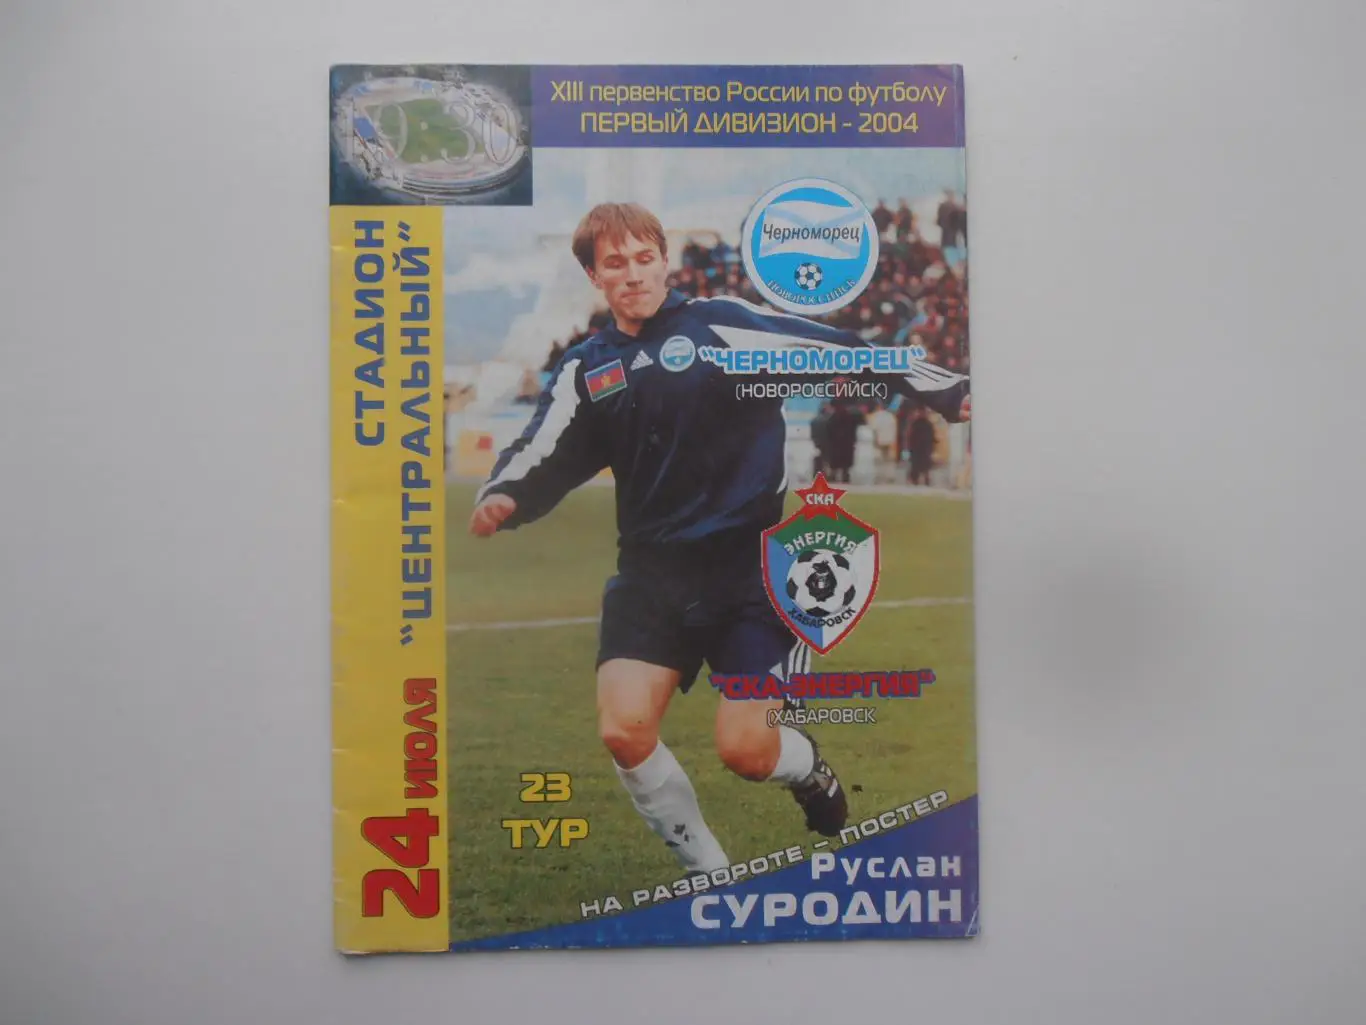 XIII первенство России по футболу
ПЕРВЫЙ ДИВИЗИОН - 2004
19:30
СТАДИОН
"ЦЕНТРАЛЬНЫЙ"
24 ИЮЛЯ
Черноморец
НОВОРОССИЙСК
"ЧЕРНОМОРЕЦ"
(НОВОРОССИЙСК)
СКА
ЭНЕРГИЯ
ХАБАРОВСК
"СКА-ЭНЕРГИЯ"
(ХАБАРОВСК
23
ТУР
НА РАЗВОРОТЕ - ПОСТЕР
Руслан
СУРОДИН